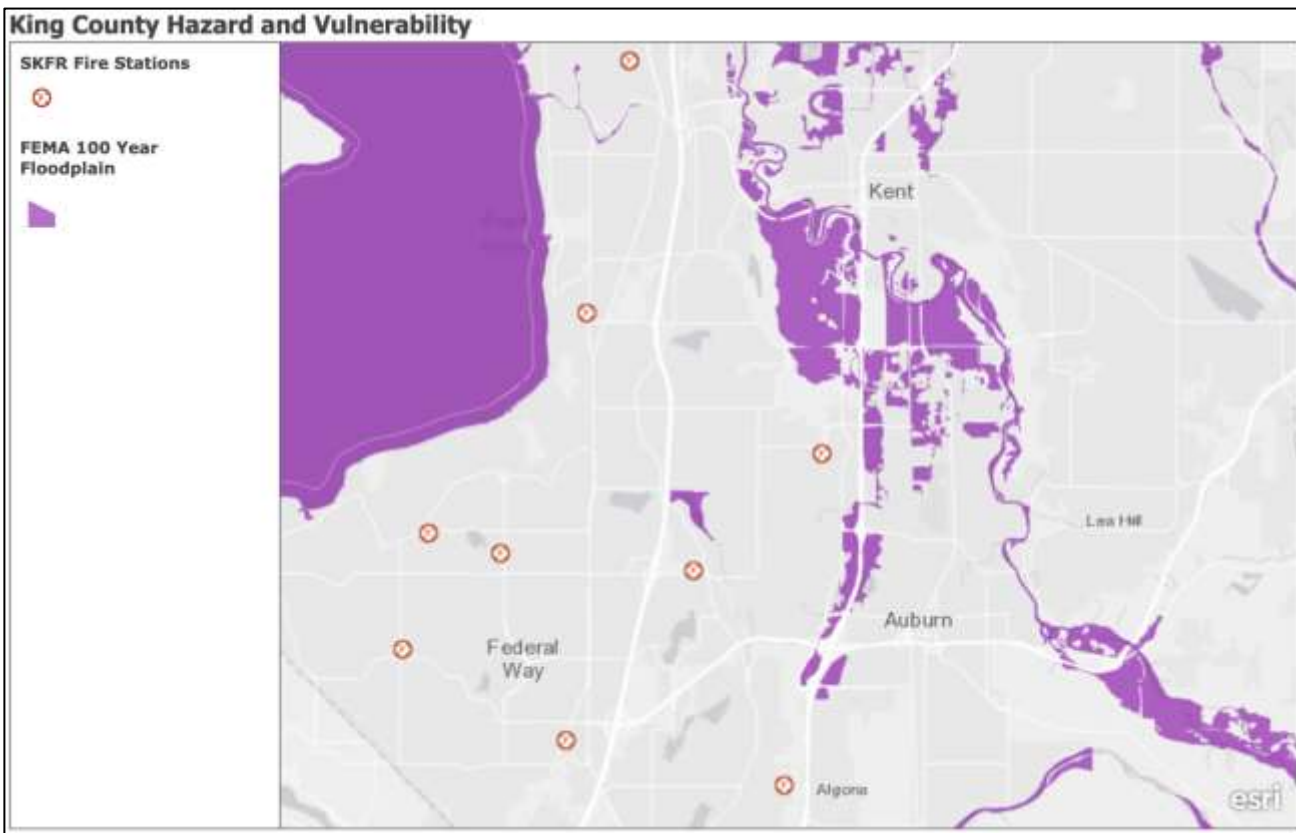 King County Hazard and Vulnerability
SKFR Fire Stations
FEMA 100 Year
Floodplain
Kent
Lea Hill
Auburn
Federal
Way
Algona
esri